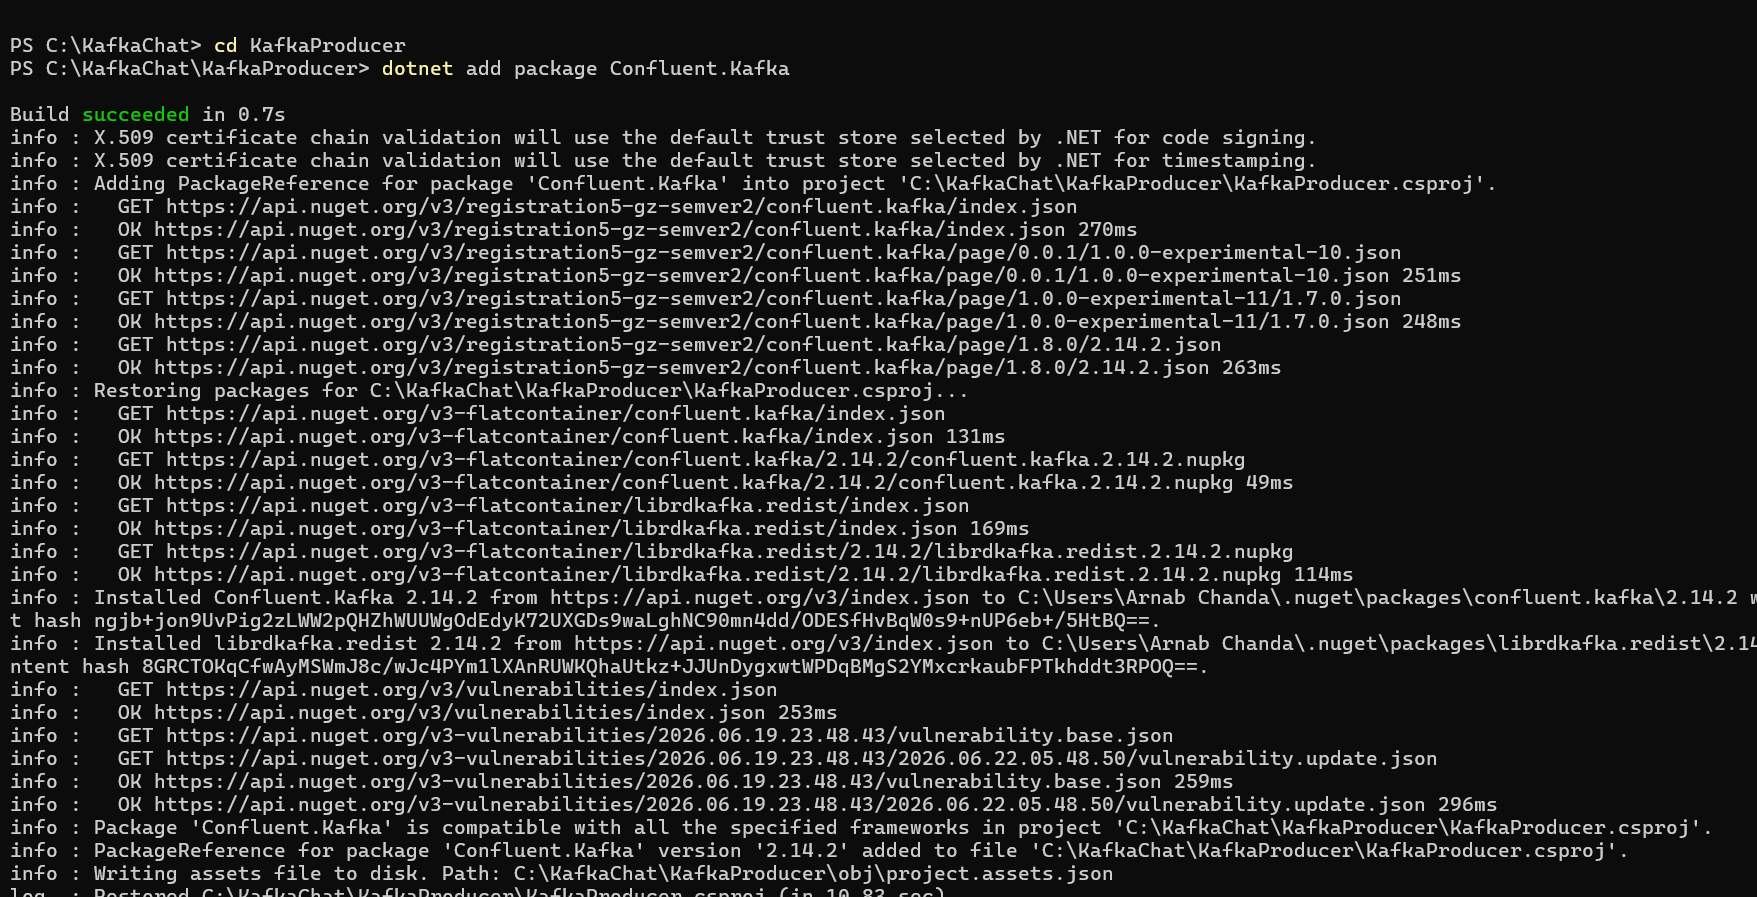 PS C:\KafkaChat> cd KafkaProducer
PS C:\KafkaChat\KafkaProducer> dotnet add package Confluent.Kafka
Build succeeded in 0.7s
info : X.509 certificate chain validation will use the default trust store selected by .NET for code signing.
info : X.509 certificate chain validation will use the default trust store selected by .NET for timestamping.
info : Adding PackageReference for package 'Confluent.Kafka' into project 'C:\KafkaChat\KafkaProducer\KafkaProducer.csproj'.
info :   GET https://api.nuget.org/v3/registration5-gz-semver2/confluent.kafka/index.json
info :   OK https://api.nuget.org/v3/registration5-gz-semver2/confluent.kafka/index.json 270ms
info :   GET https://api.nuget.org/v3/registration5-gz-semver2/confluent.kafka/page/0.0.1/1.0.0-experimental-10.json
info :   OK https://api.nuget.org/v3/registration5-gz-semver2/confluent.kafka/page/0.0.1/1.0.0-experimental-10.json 251ms
info :   GET https://api.nuget.org/v3/registration5-gz-semver2/confluent.kafka/page/1.0.0-experimental-11/1.7.0.json
info :   OK https://api.nuget.org/v3/registration5-gz-semver2/confluent.kafka/page/1.0.0-experimental-11/1.7.0.json 248ms
info :   GET https://api.nuget.org/v3/registration5-gz-semver2/confluent.kafka/page/1.8.0/2.14.2.json
info :   OK https://api.nuget.org/v3/registration5-gz-semver2/confluent.kafka/page/1.8.0/2.14.2.json 263ms
info : Restoring packages for C:\KafkaChat\KafkaProducer\KafkaProducer.csproj...
info :   GET https://api.nuget.org/v3-flatcontainer/confluent.kafka/index.json
info :   OK https://api.nuget.org/v3-flatcontainer/confluent.kafka/index.json 131ms
info :   GET https://api.nuget.org/v3-flatcontainer/confluent.kafka/2.14.2/confluent.kafka.2.14.2.nupkg
info :   OK https://api.nuget.org/v3-flatcontainer/confluent.kafka/2.14.2/confluent.kafka.2.14.2.nupkg 49ms
info :   GET https://api.nuget.org/v3-flatcontainer/librdkafka.redist/index.json
info :   OK https://api.nuget.org/v3-flatcontainer/librdkafka.redist/index.json 169ms
info :   GET https://api.nuget.org/v3-flatcontainer/librdkafka.redist/2.14.2/librdkafka.redist.2.14.2.nupkg
info :   OK https://api.nuget.org/v3-flatcontainer/librdkafka.redist/2.14.2/librdkafka.redist.2.14.2.nupkg 114ms
info : Installed Confluent.Kafka 2.14.2 from https://api.nuget.org/v3/index.json to C:\Users\Arnab Chanda\.nuget\packages\confluent.kafka\2.14.2 w
t hash ngjb+jon9UvPig2zLWW2pQHZhWUUWgOdEdyK72UXGDs9waLghNC90mn4dd/ODESfHvBqW0s9+nUP6eb+/5HtBQ==.
info : Installed librdkafka.redist 2.14.2 from https://api.nuget.org/v3/index.json to C:\Users\Arnab Chanda\.nuget\packages\librdkafka.redist\2.14
ntent hash 8GRCTOKqCfwAyMSWmJ8c/wJc4PYm1lXAnRUWKQhaUtkz+JJUnDygxwtWPDqBMgS2YMxcrkaubFPTkhddt3RPOQ==.
info :   GET https://api.nuget.org/v3/vulnerabilities/index.json
info :   OK https://api.nuget.org/v3/vulnerabilities/index.json 253ms
info :   GET https://api.nuget.org/v3-vulnerabilities/2026.06.19.23.48.43/vulnerability.base.json
info :   GET https://api.nuget.org/v3-vulnerabilities/2026.06.19.23.48.43/2026.06.22.05.48.50/vulnerability.update.json
info :   OK https://api.nuget.org/v3-vulnerabilities/2026.06.19.23.48.43/vulnerability.base.json 259ms
info :   OK https://api.nuget.org/v3-vulnerabilities/2026.06.19.23.48.43/2026.06.22.05.48.50/vulnerability.update.json 296ms
info : Package 'Confluent.Kafka' is compatible with all the specified frameworks in project 'C:\KafkaChat\KafkaProducer\KafkaProducer.csproj'.
info : PackageReference for package 'Confluent.Kafka' version '2.14.2' added to file 'C:\KafkaChat\KafkaProducer\KafkaProducer.csproj'.
info : Writing assets file to disk. Path: C:\KafkaChat\KafkaProducer\obj\project.assets.json
log  : Restored C:\KafkaChat\KafkaProducer\KafkaProducer.csproj (in 10.83 sec).